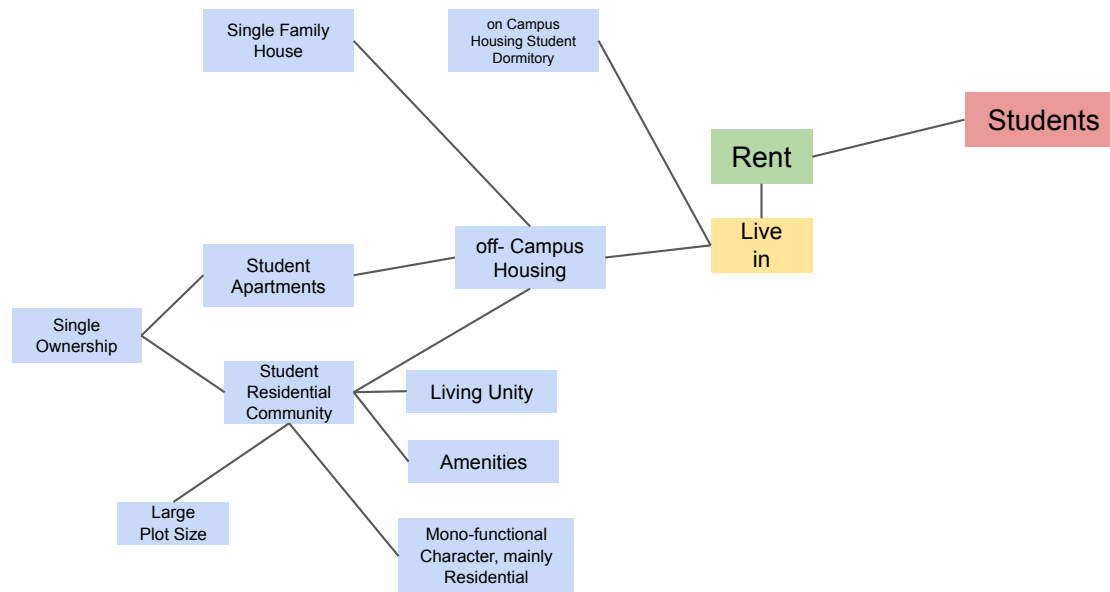 Single Family
House
on Campus
Housing Student
Dormitory
Students
Rent
Live
in
off- Campus
Housing
Student
Apartments
Single
Ownership
Student
Residential
Community
Living Unity
Amenities
Large
Plot Size
Mono-functional
Character, mainly
Residential